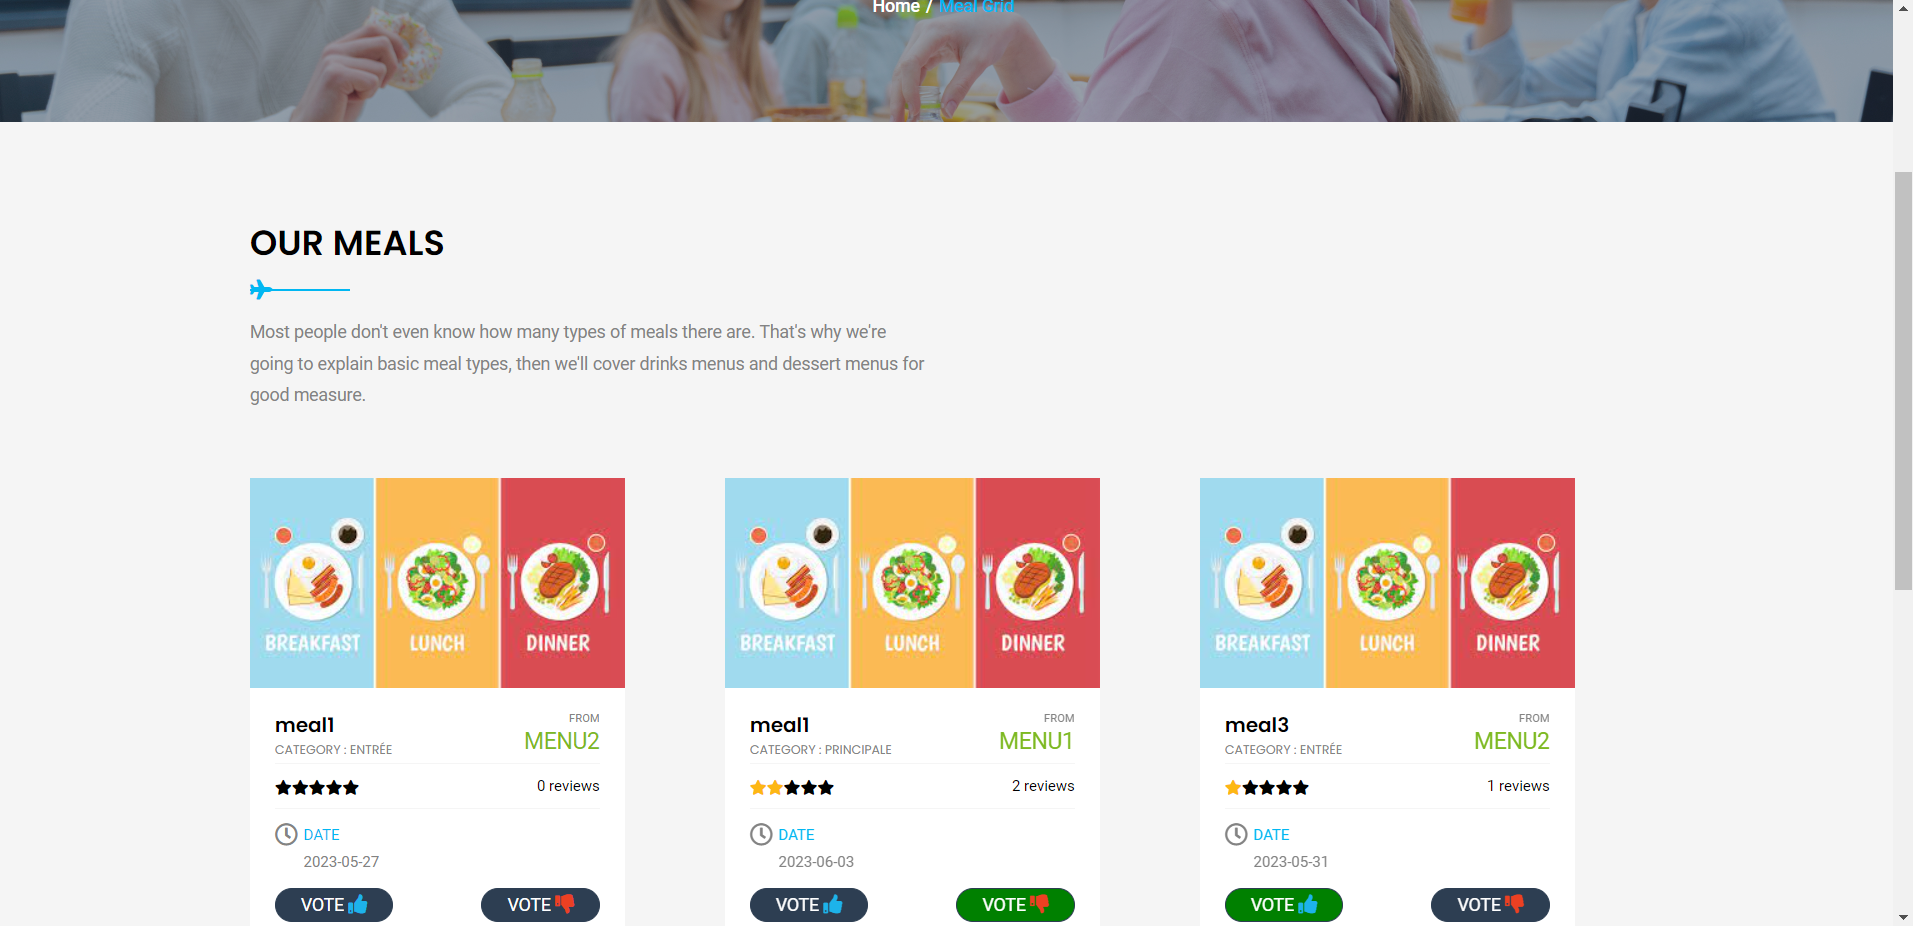 Home / Meal Grid
OUR MEALS
Most people don't even know how many types of meals there are. That's why we're
going to explain basic meal types, then we'll cover drinks menus and dessert menus for
good measure.
BREAKFAST LUNCH DINNER
meal1
FROM
MENU2
CATEGORY : ENTRÉE
0 reviews
DATE
2023-05-27
VOTE VOTE
BREAKFAST LUNCH DINNER
meal1
FROM
MENU1
CATEGORY : PRINCIPALE
2 reviews
DATE
2023-06-03
VOTE VOTE
BREAKFAST LUNCH DINNER
meal3
FROM
MENU2
CATEGORY : ENTRÉE
1 reviews
DATE
2023-05-31
VOTE VOTE